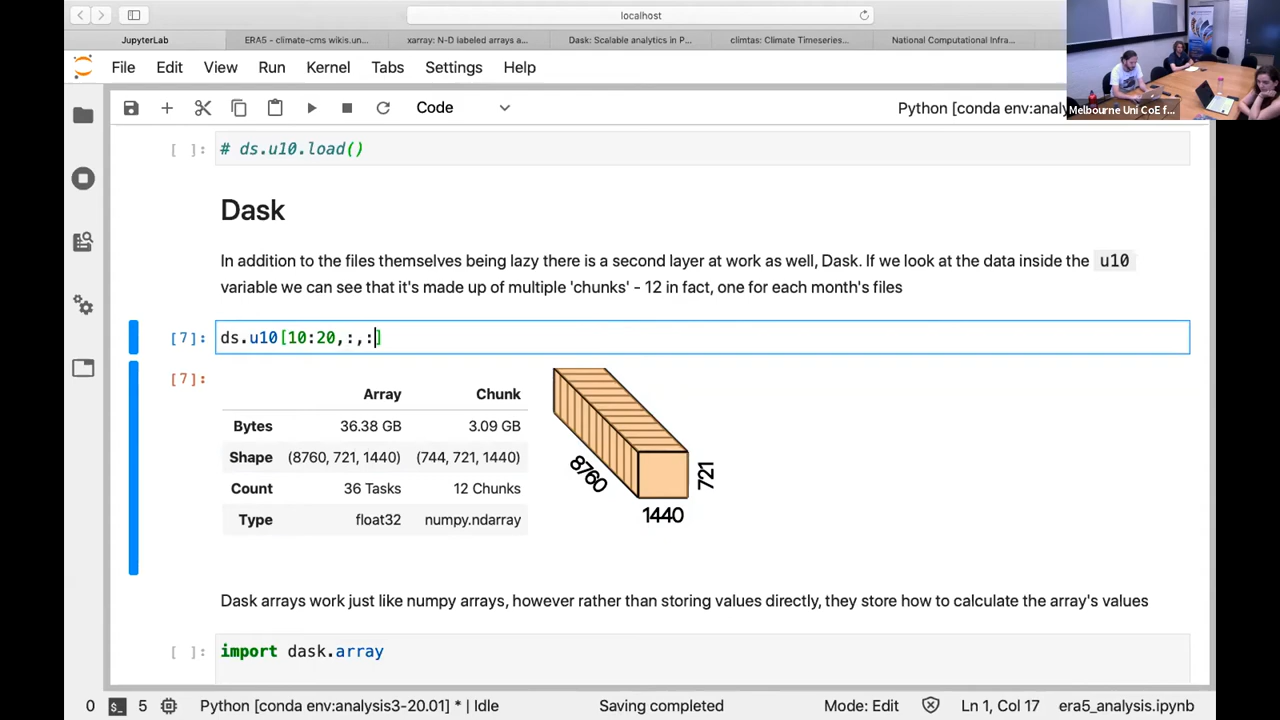 localhost
JupyterLab
ERA5 - climate-cms wikis.un...
xarray: N-D labeled arrays a...
Dask: Scalable analytics in P...
climtas: Climate Timeseries...
National Computational Infra...
File Edit View Run Kernel Tabs Settings Help
Melbourne Uni CoE f...
Code
Python [conda env:analy
[ ]: # ds.u10.load()
Dask
In addition to the files themselves being lazy there is a second layer at work as well, Dask. If we look at the data inside the u10
variable we can see that it's made up of multiple 'chunks' - 12 in fact, one for each month's files
[7]: ds.u10[10:20,:,:]
[7]:
Array Chunk
Bytes 36.38 GB 3.09 GB
Shape (8760, 721, 1440) (744, 721, 1440)
Count 36 Tasks 12 Chunks
Type float32 numpy.ndarray
8760
721
1440
Dask arrays work just like numpy arrays, however rather than storing values directly, they store how to calculate the array's values
[ ]: import dask.array
0 $_ 5 Python [conda env:analysis3-20.01] * | Idle Saving completed Mode: Edit Ln 1, Col 17 era5_analysis.ipynb